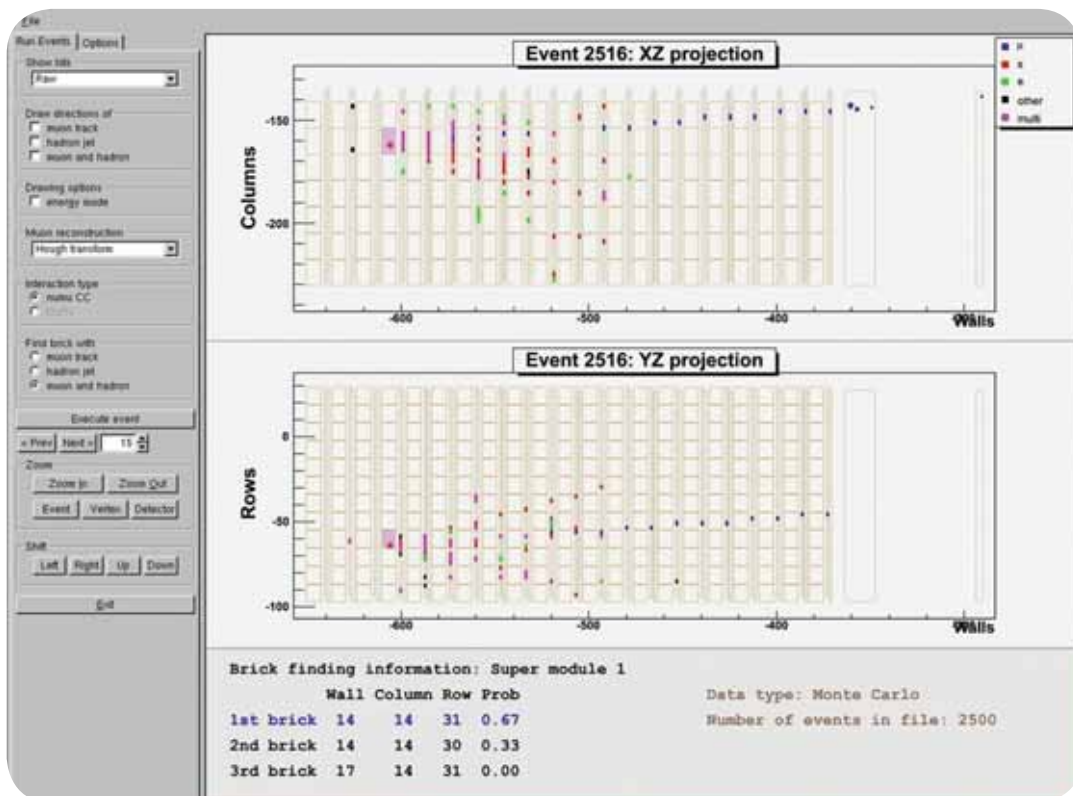 File
Run Events Options
Show hits
Raw
Draw directions of
muon track
hadron jet
muon and hadron
Drawing options
energy mode
Muon reconstruction
Hough transform
Interaction type
numu CC
Find brick with
muon track
hadron jet
muon and hadron
Execute event
< Prev Next > 15
Zoom
Zoom In Zoom Out
Event Vertex Detector
Shift
Left Right Up Down
Exit
Event 2516: XZ projection
other
multi
-150
-200
Columns
-600 -500 -400
Walls
Event 2516: YZ projection
0
-50
-100
Rows
-600 -500 -400
Walls
Brick finding information: Super module 1
Wall Column Row Prob
1st brick 14 14 31 0.67
2nd brick 14 14 30 0.33
3rd brick 17 14 31 0.00
Data type: Monte Carlo
Number of events in file: 2500